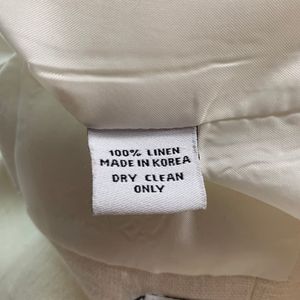 100% LINEN
MADE IN KOREA
DRY CLEAN
ONLY